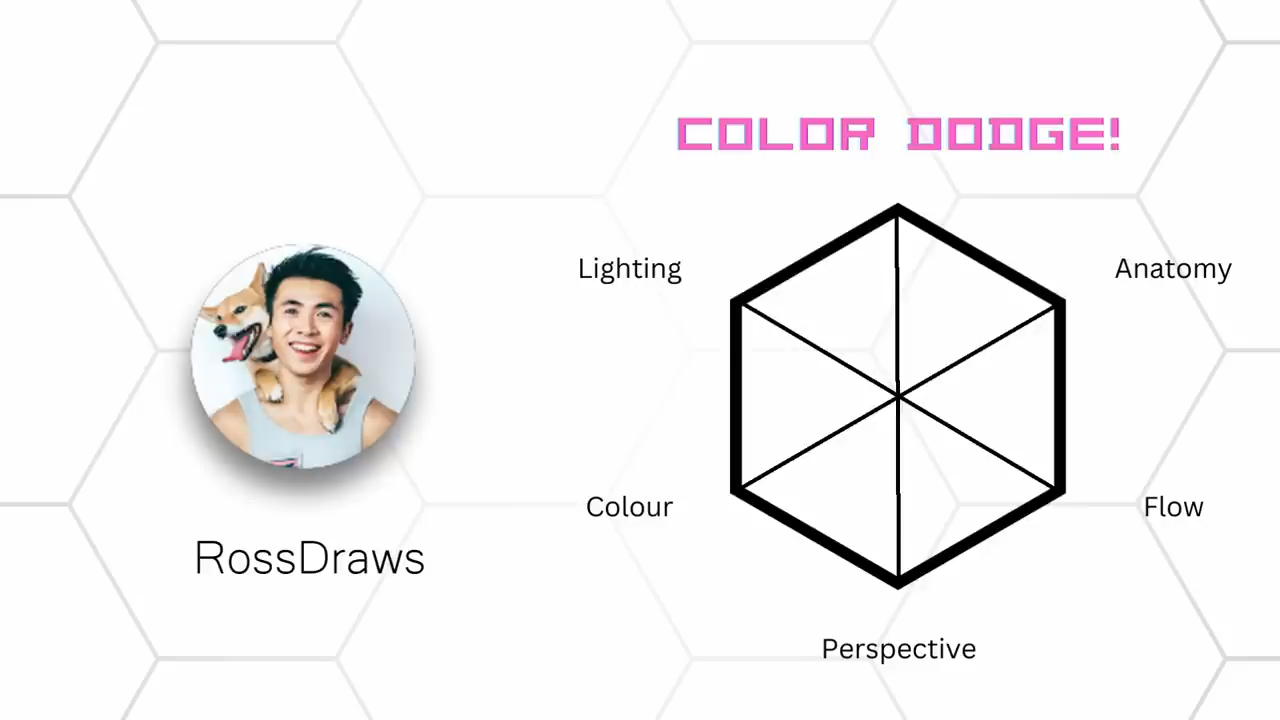 COLOR DODGE!
Lighting
Anatomy
Colour
Flow
RossDraws
Perspective